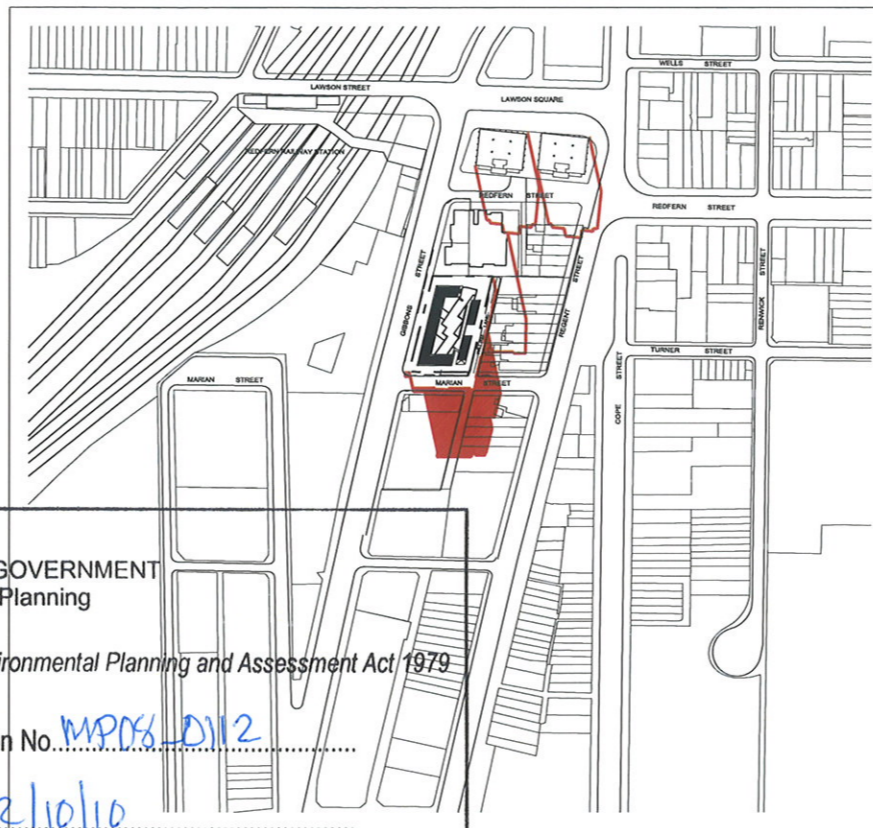 WELLS STREET
LAWSON STREET
LAWSON SQUARE
REDFERN RAILWAY STATION
REDFERN STREET
REDFERN STREET
GIBBONS STREET
REGENT STREET
RENWICK STREET
TURNER STREET
COPE STREET
MARIAN STREET
MARIAN STREET
GOVERNMENT
Planning
ironmental Planning and Assessment Act 1979
n No. MP08_0112
2/10/10